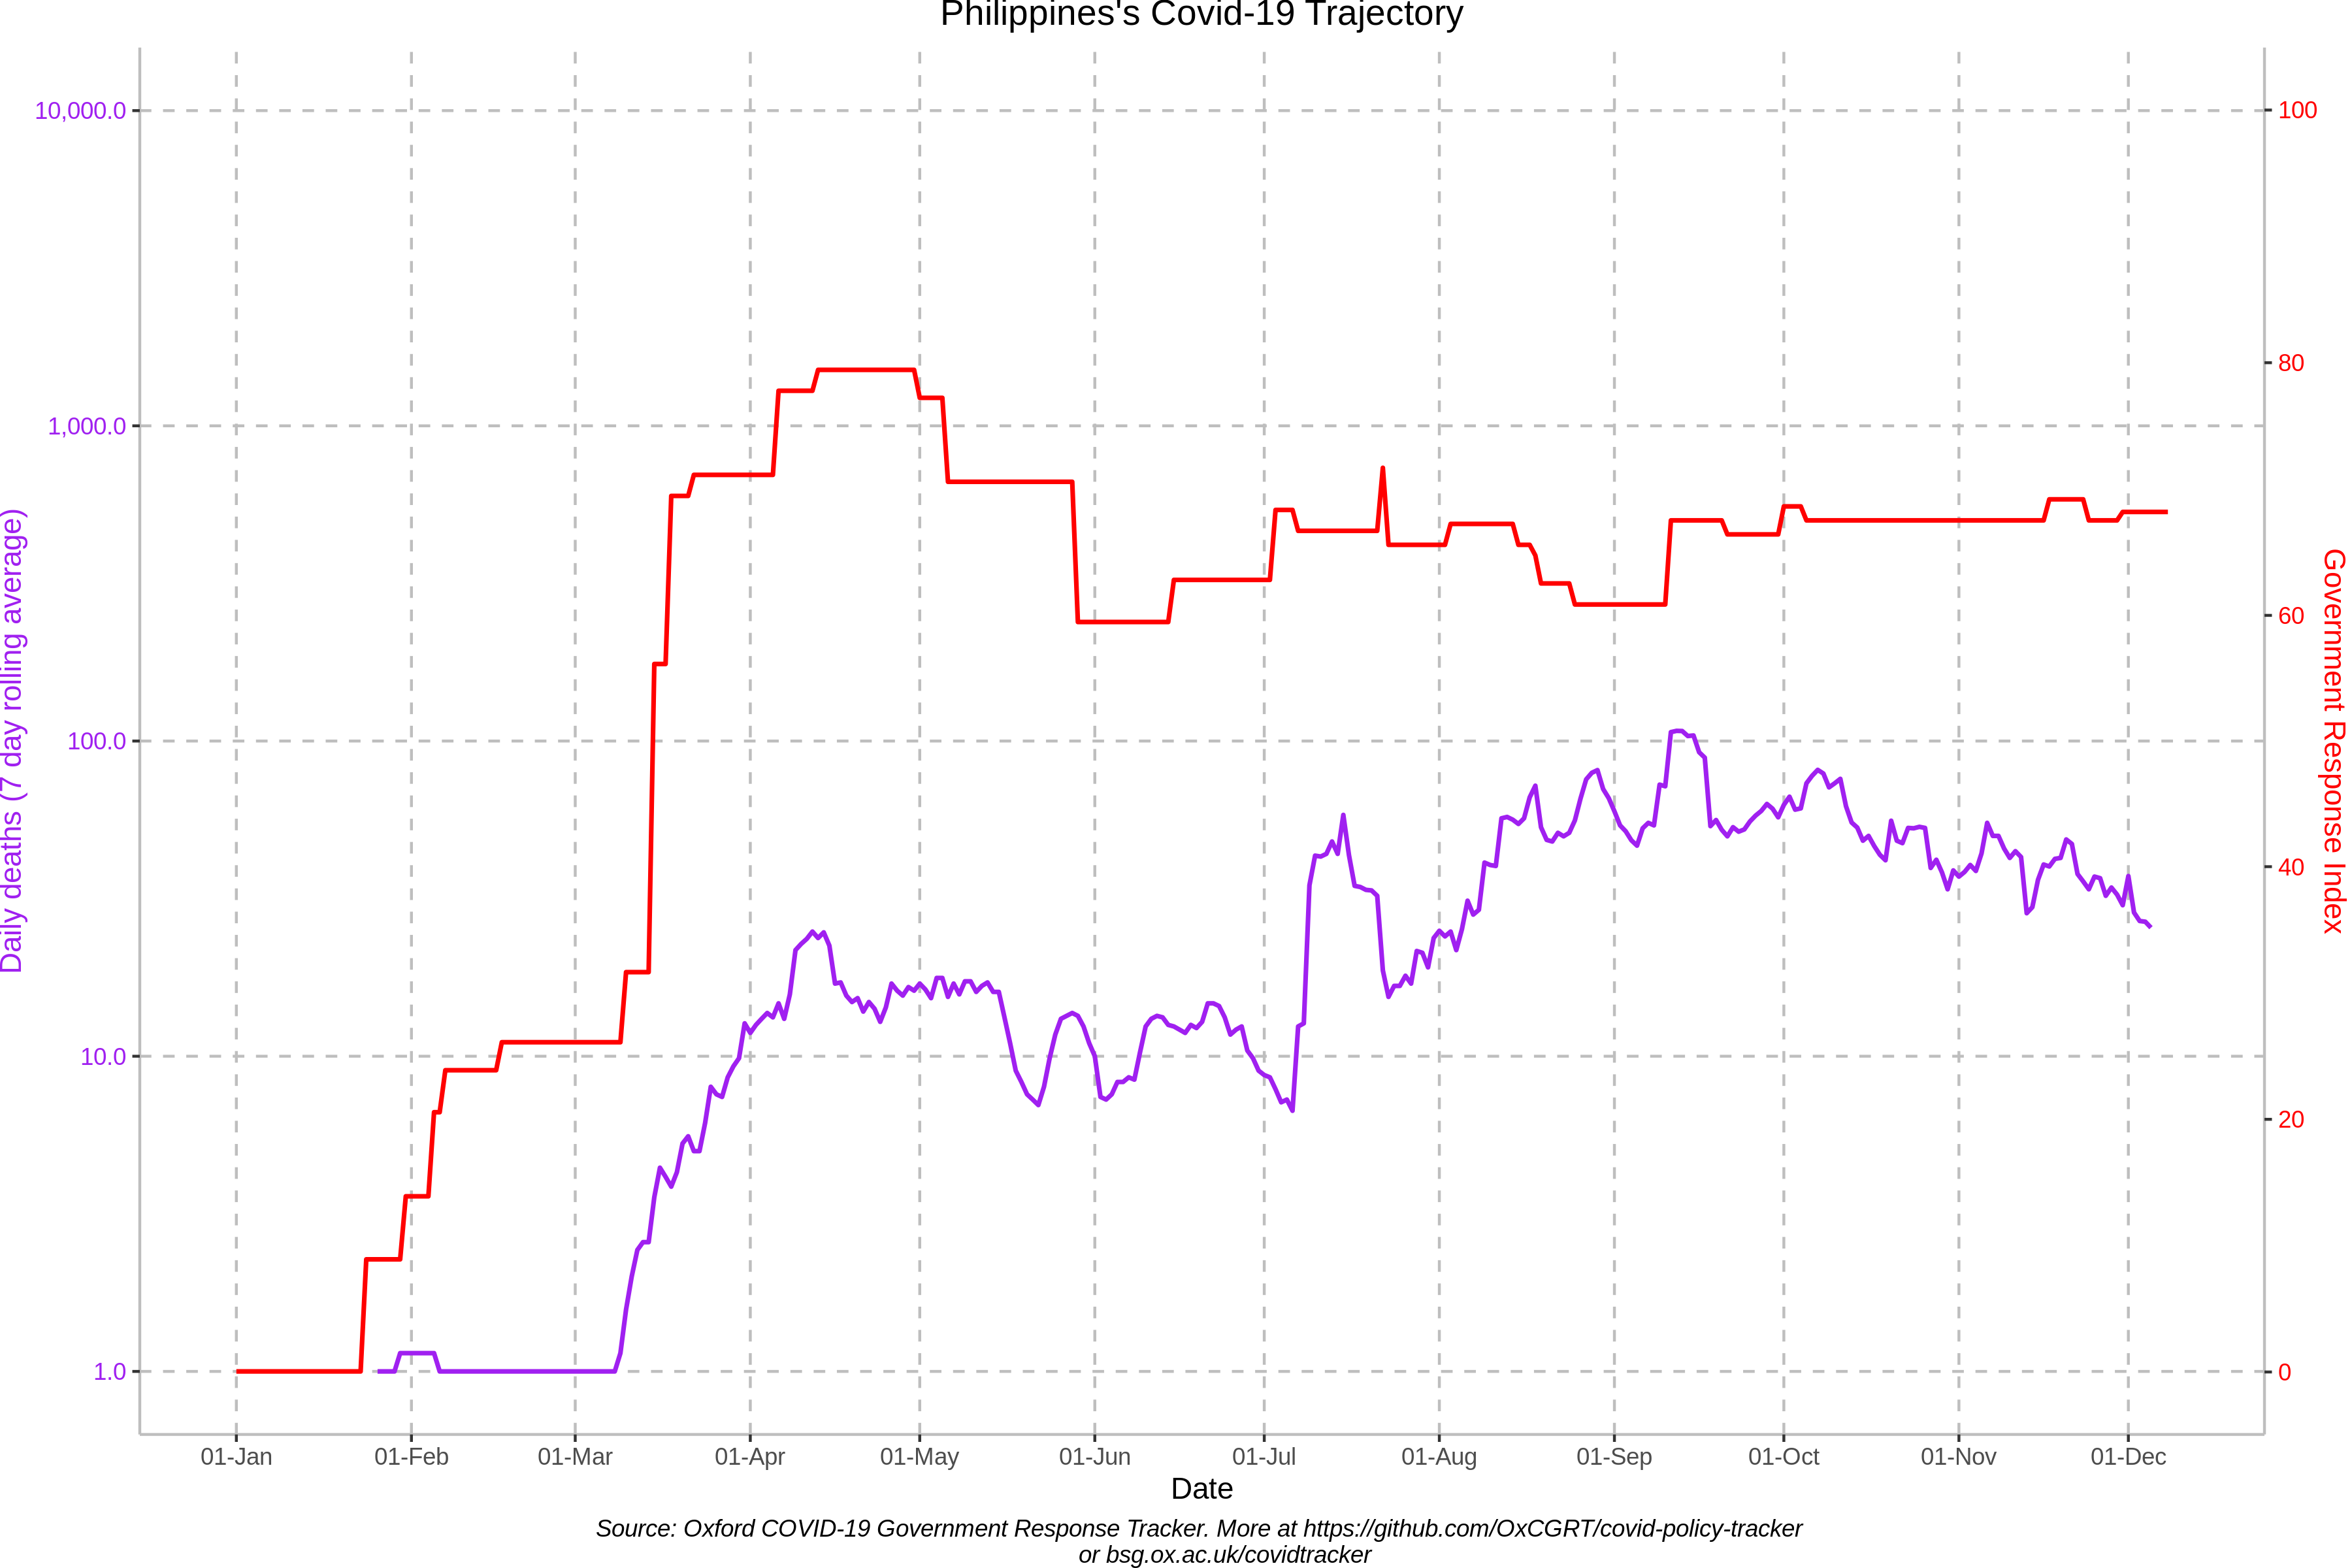 Philippines's Covid-19 Trajectory
10,000.0
1,000.0
100.0
10.0
1.0
Daily deaths (7 day rolling average)
100
80
60
40
20
0
Government Response Index
01-Jan 01-Feb 01-Mar 01-Apr 01-May 01-Jun 01-Jul 01-Aug 01-Sep 01-Oct 01-Nov 01-Dec
Date
Source: Oxford COVID-19 Government Response Tracker. More at https://github.com/OxCGRT/covid-policy-tracker
or bsg.ox.ac.uk/covidtracker